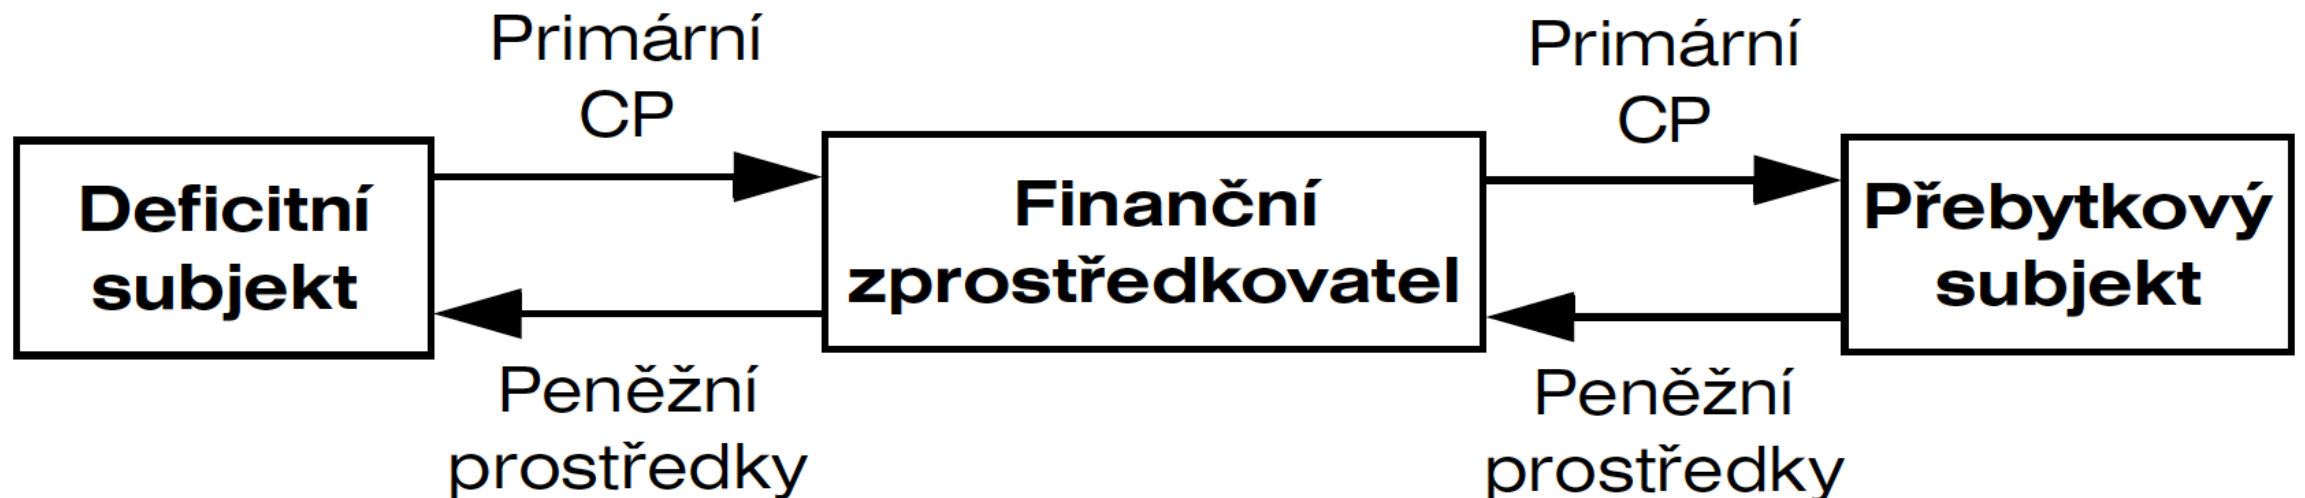 Primární
CP
Primární
CP
Deficitní
subjekt
Finanční
zprostředkovatel
Přebytkový
subjekt
Peněžní
prostředky
Peněžní
prostředky